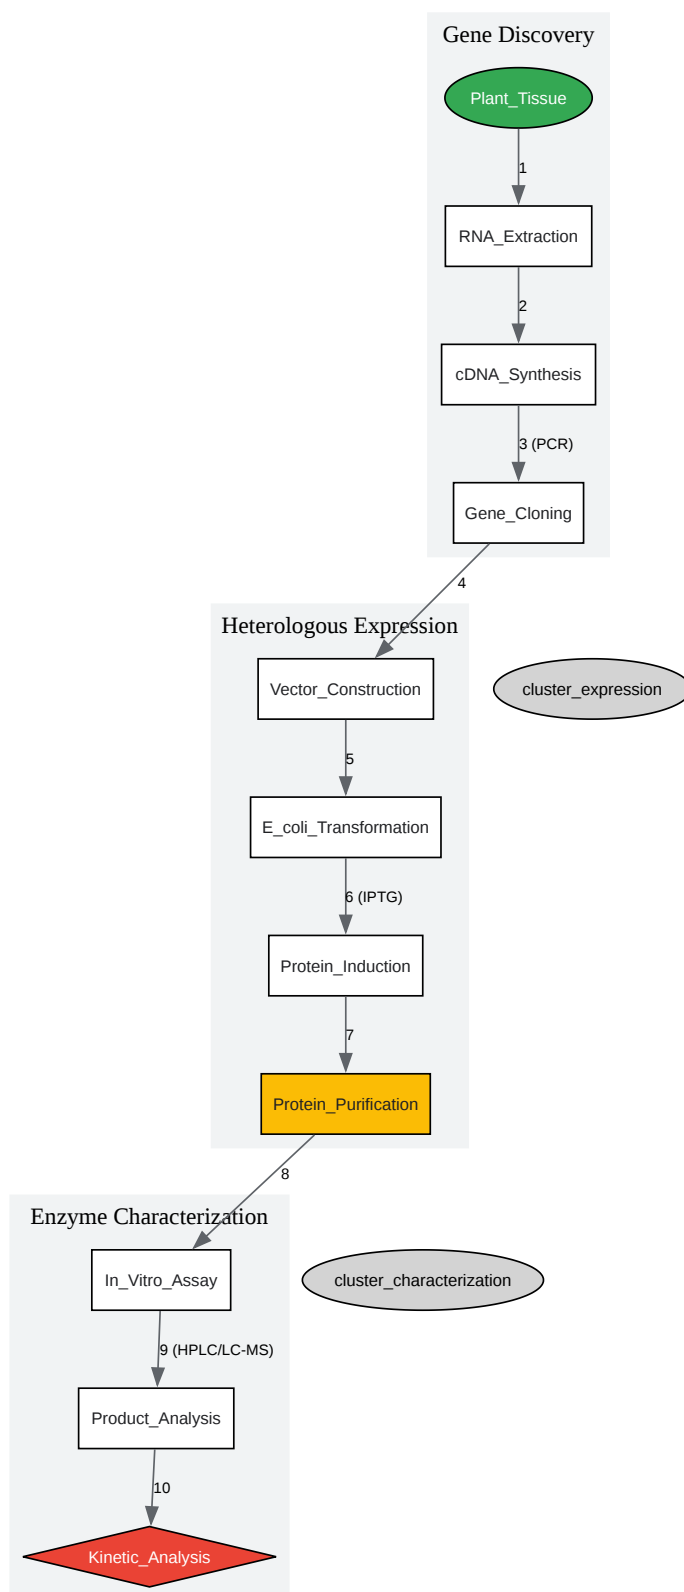 Gene Discovery
Plant_Tissue
1
RNA_Extraction
2
cDNA_Synthesis
3 (PCR)
Gene_Cloning
4
Heterologous Expression
Vector_Construction
cluster_expression
5
E_coli_Transformation
6 (IPTG)
Protein_Induction
7
Protein_Purification
8
Enzyme Characterization
In_Vitro_Assay
cluster_characterization
9 (HPLC/LC-MS)
Product_Analysis
10
Kinetic_Analysis